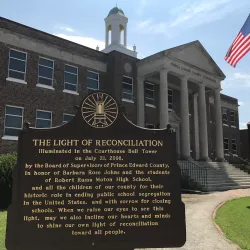 THE LIGHT OF RECONCILIATION
Illuminated in the Courthouse Bell Tower
on July 21, 2008,
by the Board of Supervisors of Prince Edward County,
in honor of Barbara Rose Johns and the students
of Robert Russa Moton High School,
and all the children of our county for their
historic role in ending public school segregation
in the United States, and with sorrow for closing
schools. When we raise our eyes to see this
light, may we also incline our hearts and minds
to shine our own light of reconciliation
toward all people.